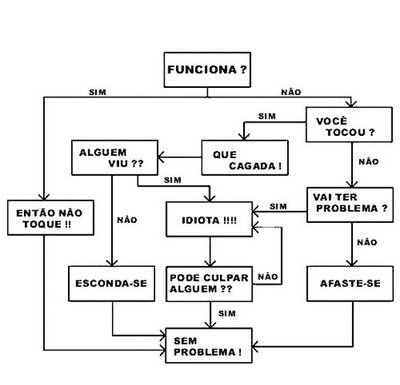 FUNCIONA ?
SIM
NÃO
VOCÊ
TOCOU ?
SIM
ALGUEM
VIU ??
QUE
CAGADA !
NÃO
SIM
ENTÃO NÃO
TOQUE !!
NÃO
IDIOTA !!!!
SIM
VAI TER
PROBLEMA ?
NÃO
ESCONDA-SE
PODE CULPAR
ALGUEM ??
NÃO
AFASTE-SE
SIM
SEM
PROBLEMA !